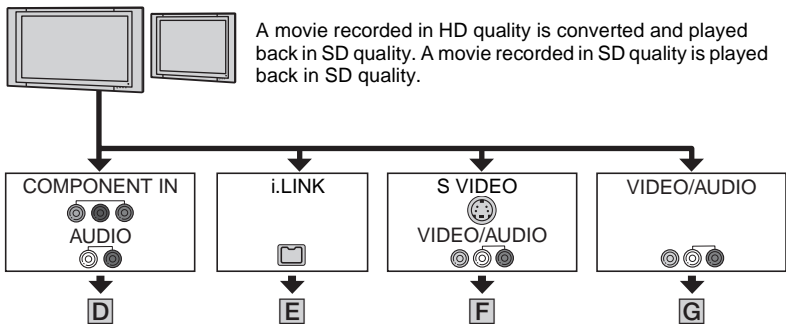 A movie recorded in HD quality is converted and played
back in SD quality. A movie recorded in SD quality is played
back in SD quality.
COMPONENT IN
AUDIO
i.LINK
S VIDEO
VIDEO/AUDIO
VIDEO/AUDIO
D
E
F
G